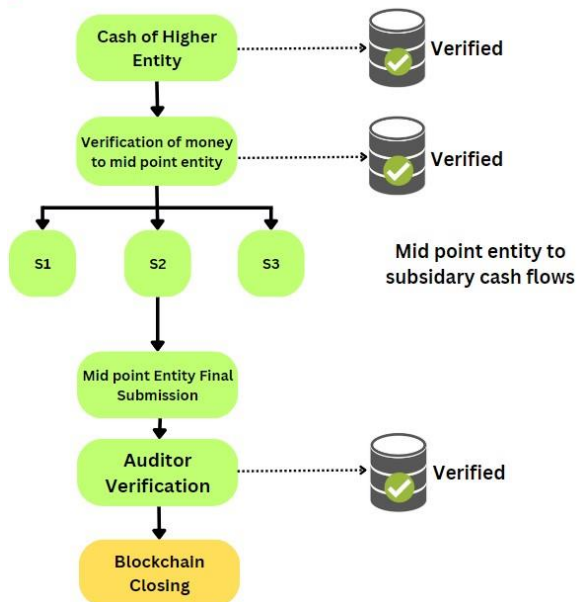 Cash of Higher
Entity
Verified
Verification of money
to mid point entity
Verified
S1
S2
S3
Mid point entity to
subsidary cash flows
Mid point Entity Final
Submission
Auditor
Verification
Verified
Blockchain
Closing